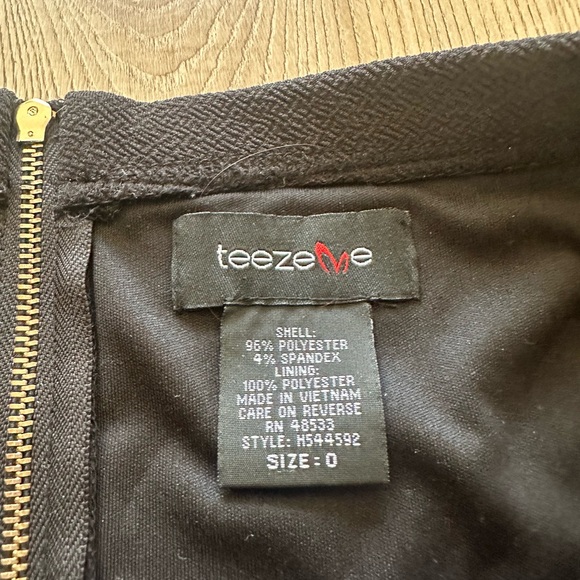 teezeMe
SHELL:
96% POLYESTER
4% SPANDEX
LINING:
100% POLYESTER
MADE IN VIETNAM
CARE ON REVERSE
RN 48533
STYLE: H544592
SIZE: 0